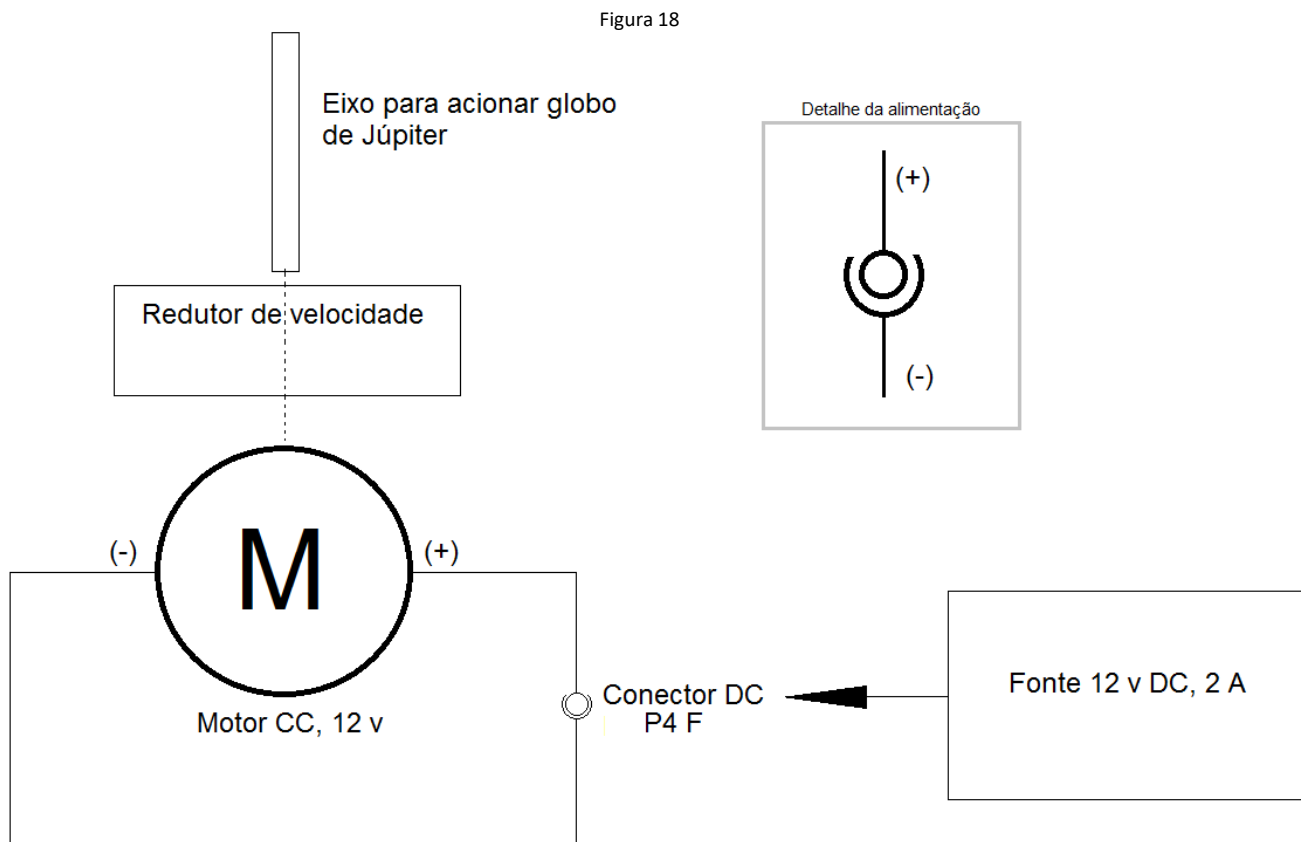 Figura 18
Eixo para acionar globo
de Júpiter
Detalhe da alimentação
(+)
(-)
Redutor de velocidade
(-)
(+)
M
Motor CC, 12 v
Conector DC
P4 F
Fonte 12 v DC, 2 A